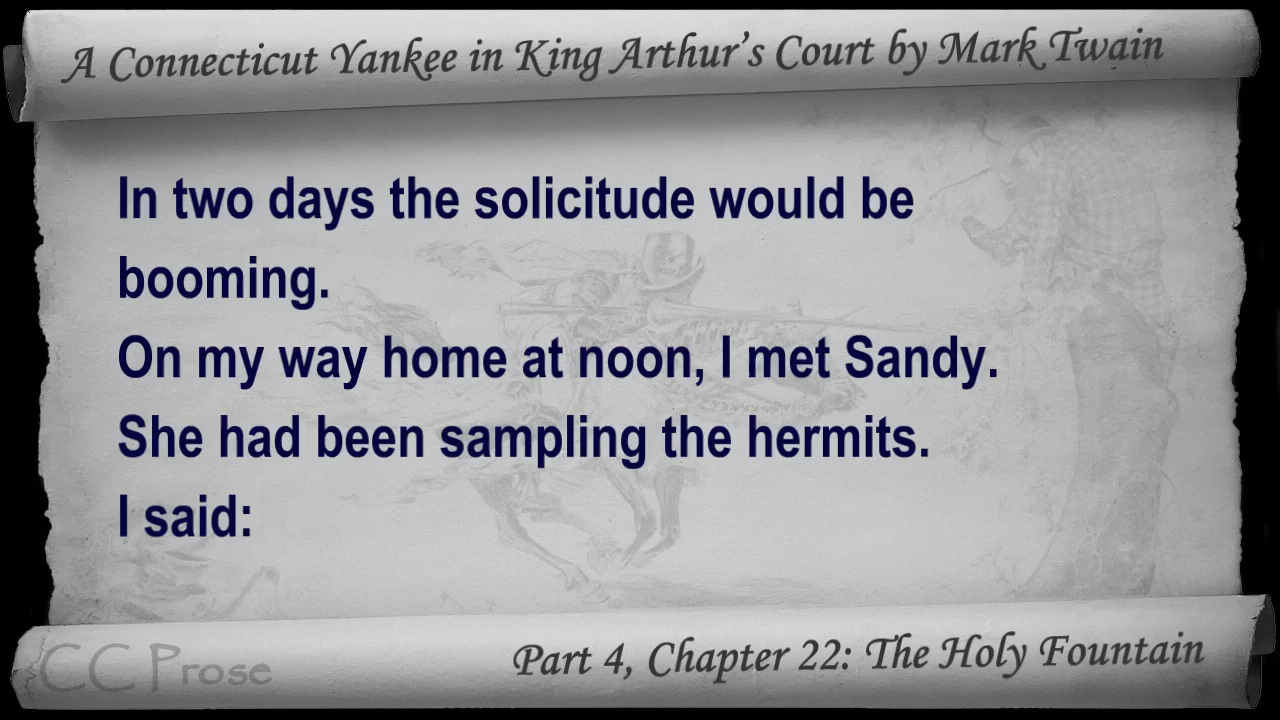 A Connecticut Yankee in King Arthur's Court by Mark Twain
In two days the solicitude would be
booming.
On my way home at noon, I met Sandy.
She had been sampling the hermits.
I said:
CC Prose
Part 4, Chapter 22: The Holy Fountain